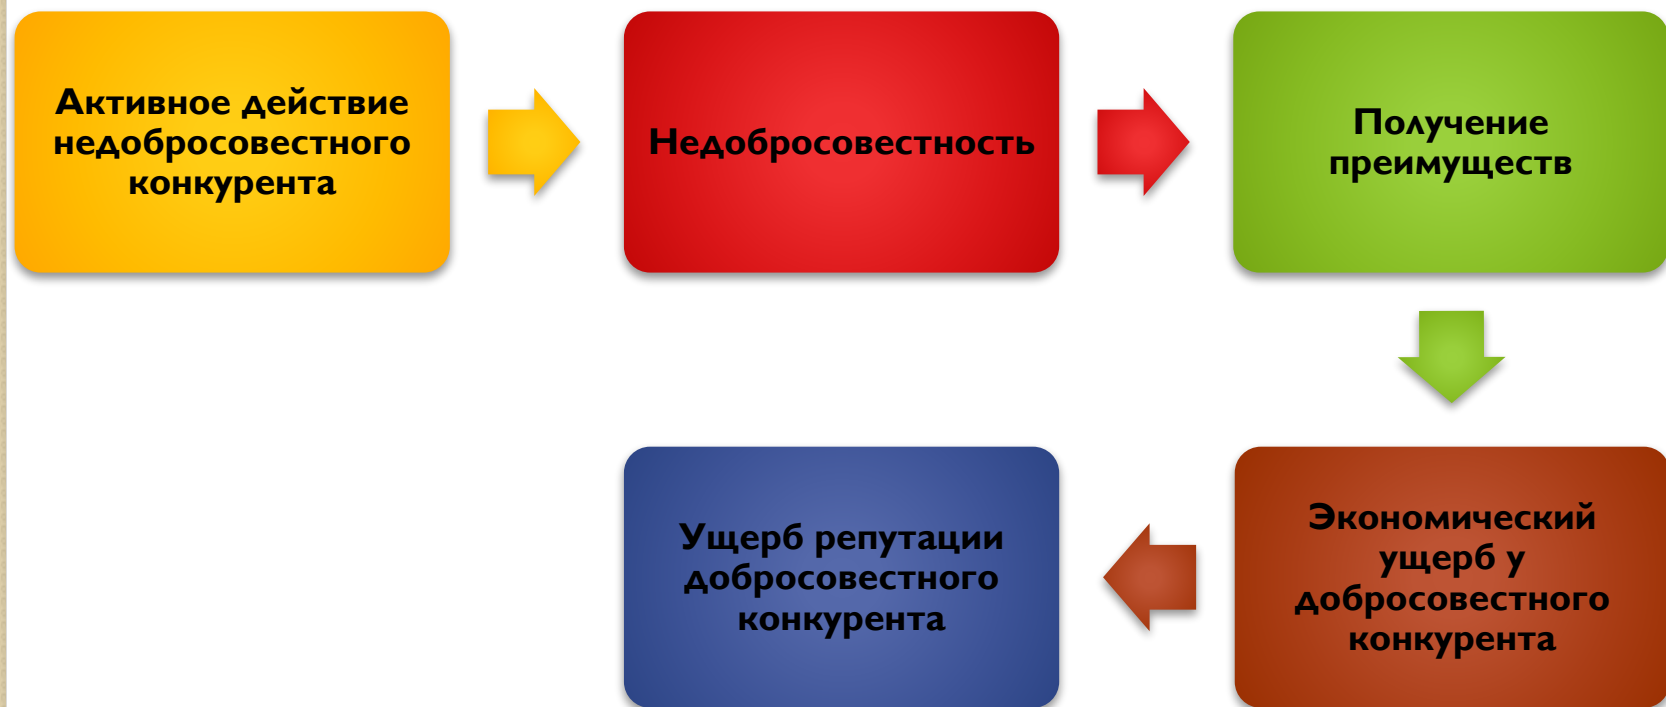 Активное действие
недобросовестного
конкурента
Недобросовестность
Получение
преимуществ
Экономический
ущерб у
добросовестного
конкурента
Ущерб репутации
добросовестного
конкурента